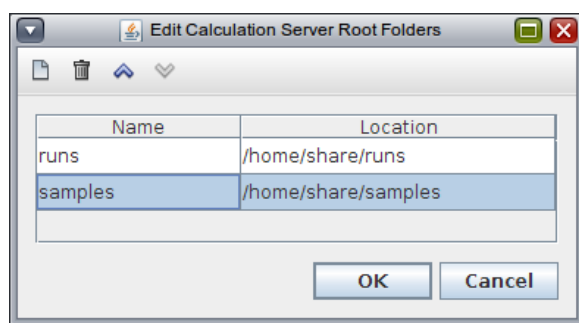 Edit Calculation Server Root Folders
Name Location
runs /home/share/runs
samples /home/share/samples
OK Cancel